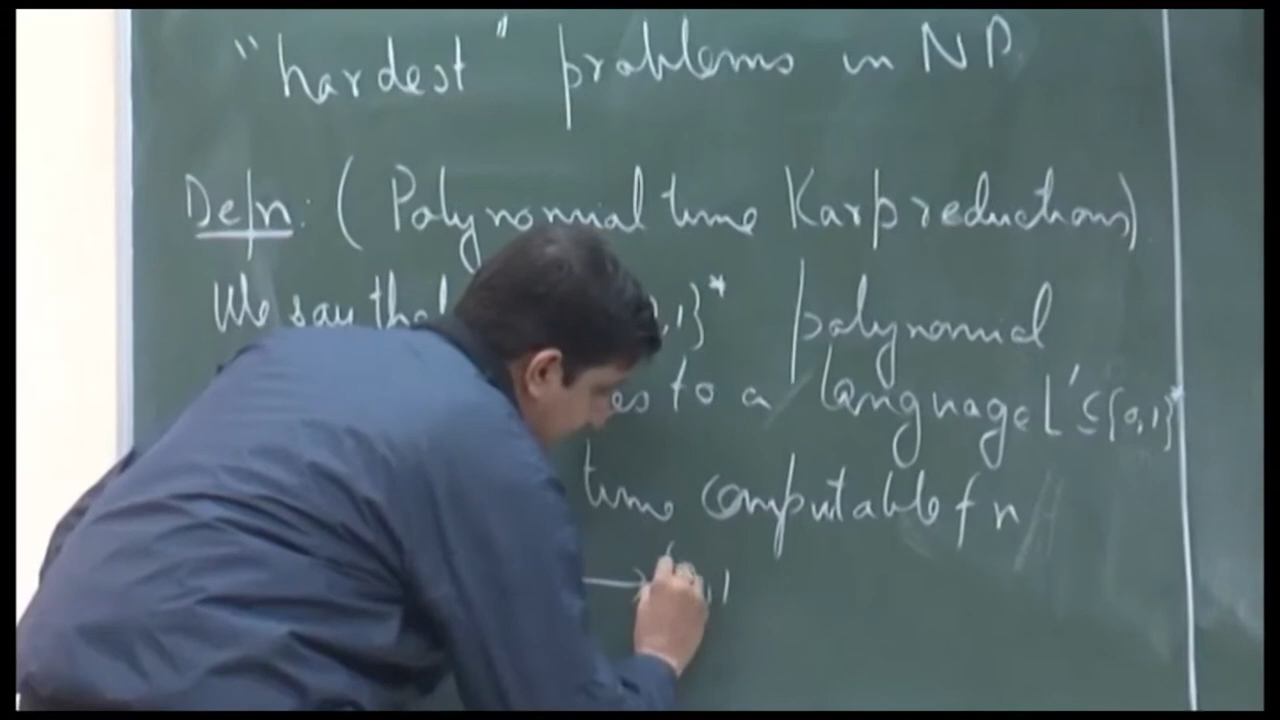 "hardest" problems in NP
Defn: (Polynomial time Karp reductions)
We say that ,1}* polynomial
es to a language L' ⊆ {0,1}*
time computable fn